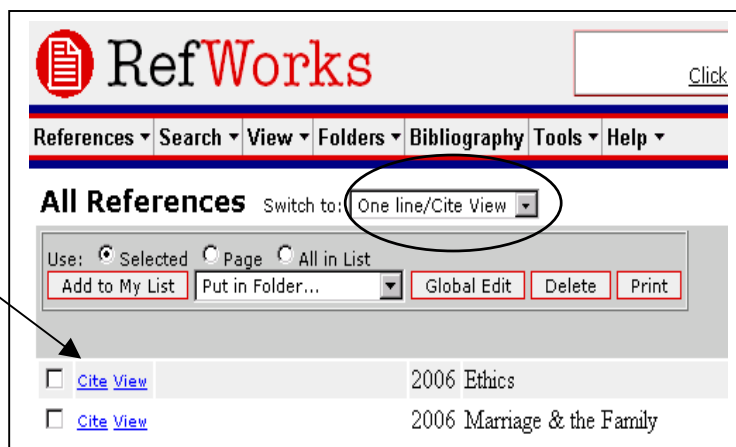 RefWorks
Click
References Search View Folders Bibliography Tools Help
All References Switch to: One line/Cite View
Use: Selected Page All in List
Add to My List Put in Folder... Global Edit Delete Print
Cite View 2006 Ethics
Cite View 2006 Marriage & the Family